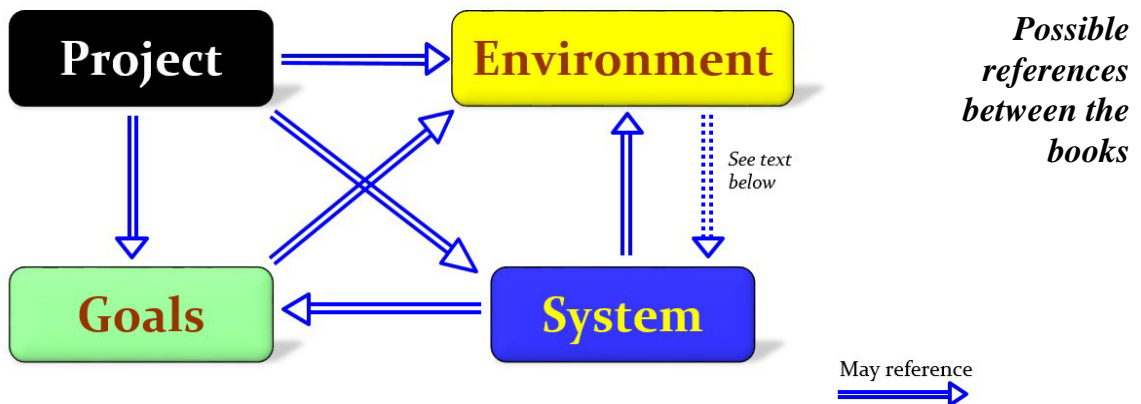 Project
Environment
Possible
references
between the
books
See text
below
Goals
System
May reference